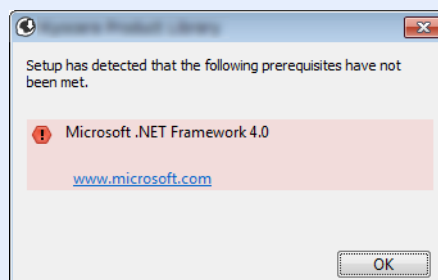 Setup has detected that the following prerequisites have not
been met.
Microsoft .NET Framework 4.0
www.microsoft.com
OK